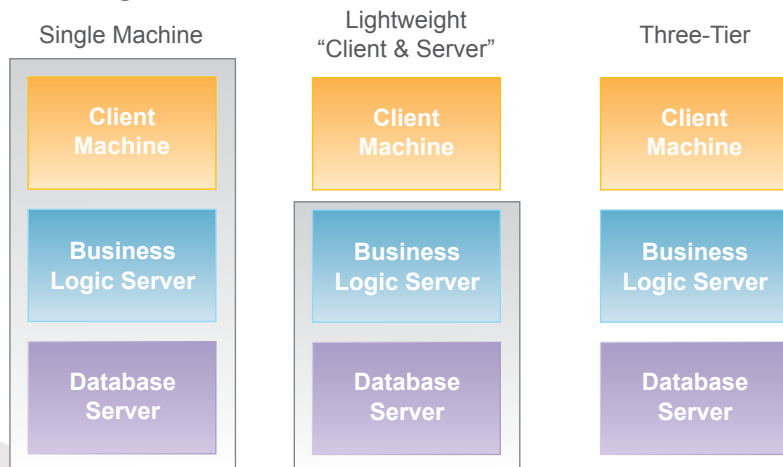 Single Machine
Lightweight
“Client & Server”
Three-Tier
Client
Machine
Business
Logic Server
Database
Server
Client
Machine
Business
Logic Server
Database
Server
Client
Machine
Business
Logic Server
Database
Server